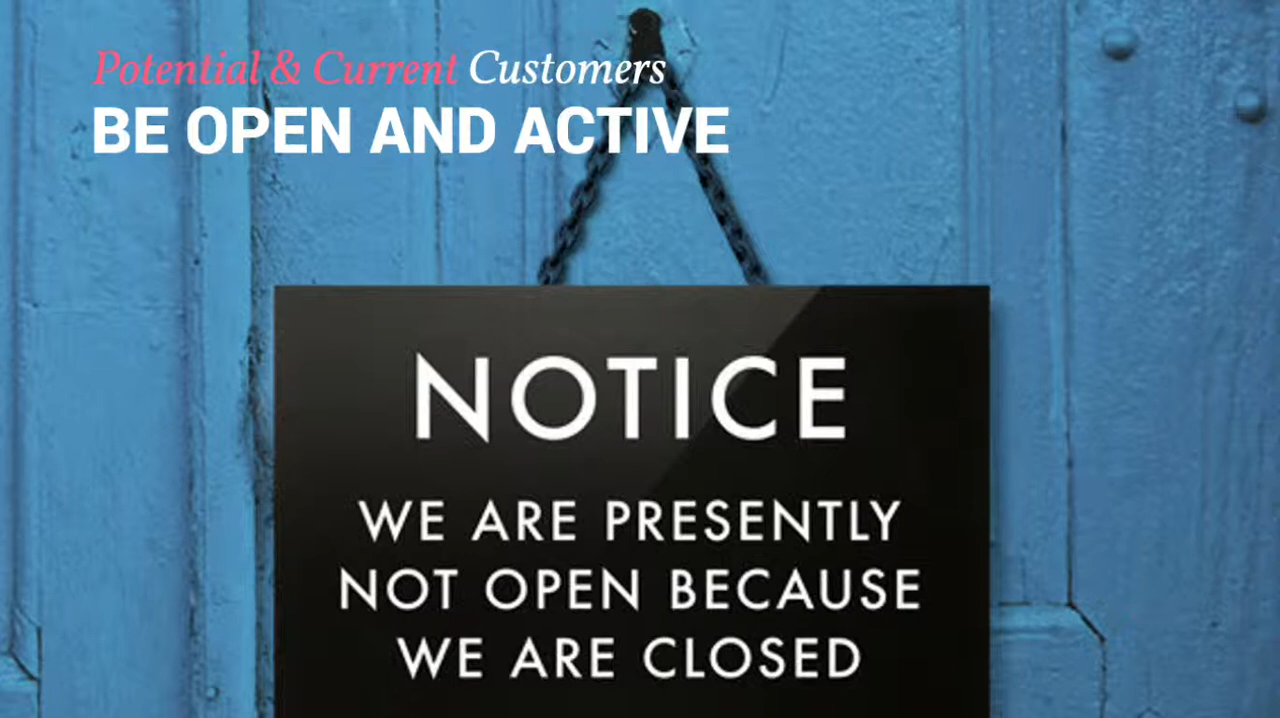 Potential & Current Customers
BE OPEN AND ACTIVE
NOTICE
WE ARE PRESENTLY
NOT OPEN BECAUSE
WE ARE CLOSED